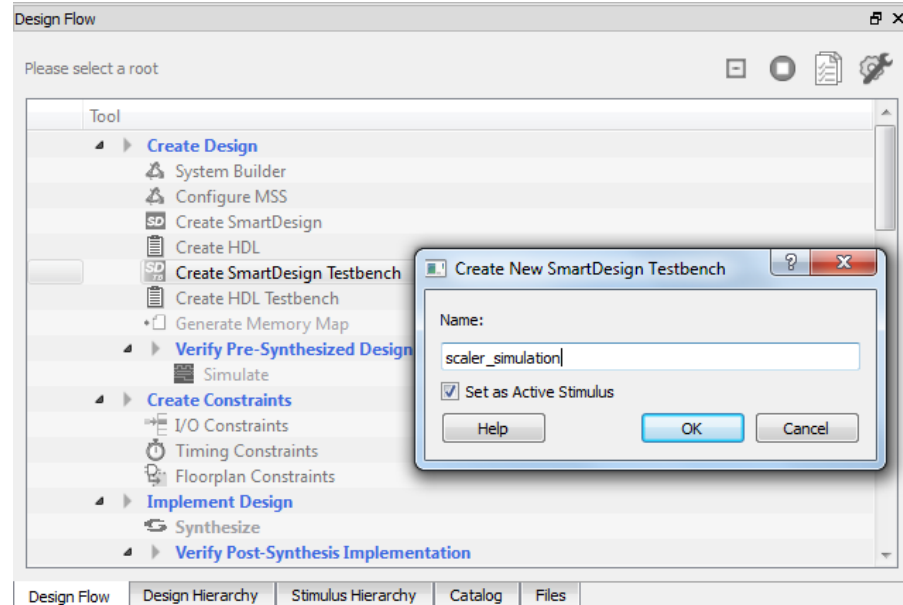 Design Flow
Please select a root
Tool
Create Design
System Builder
Configure MSS
SD Create SmartDesign
Create HDL
SD Create SmartDesign Testbench
Create HDL Testbench
Generate Memory Map
Verify Pre-Synthesized Design
Simulate
Create Constraints
I/O Constraints
Timing Constraints
Floorplan Constraints
Implement Design
Synthesize
Verify Post-Synthesis Implementation
Create New SmartDesign Testbench
Name:
scaler_simulation
Set as Active Stimulus
Help OK Cancel
Design Flow Design Hierarchy Stimulus Hierarchy Catalog Files